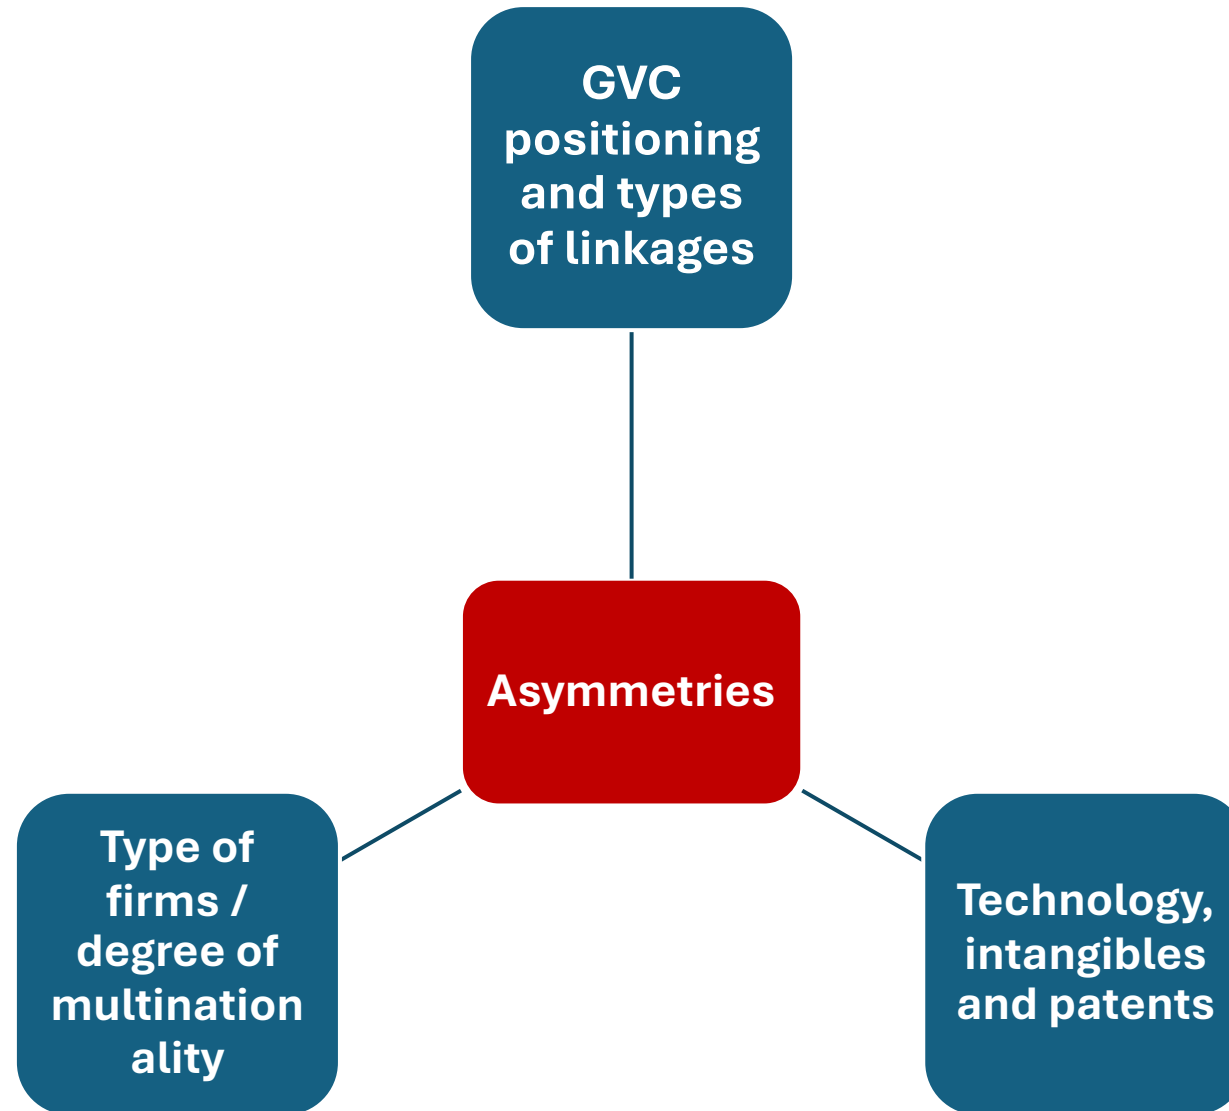 GVC
positioning
and types
of linkages
Asymmetries
Type of
firms /
degree of
multination
ality
Technology,
intangibles
and patents